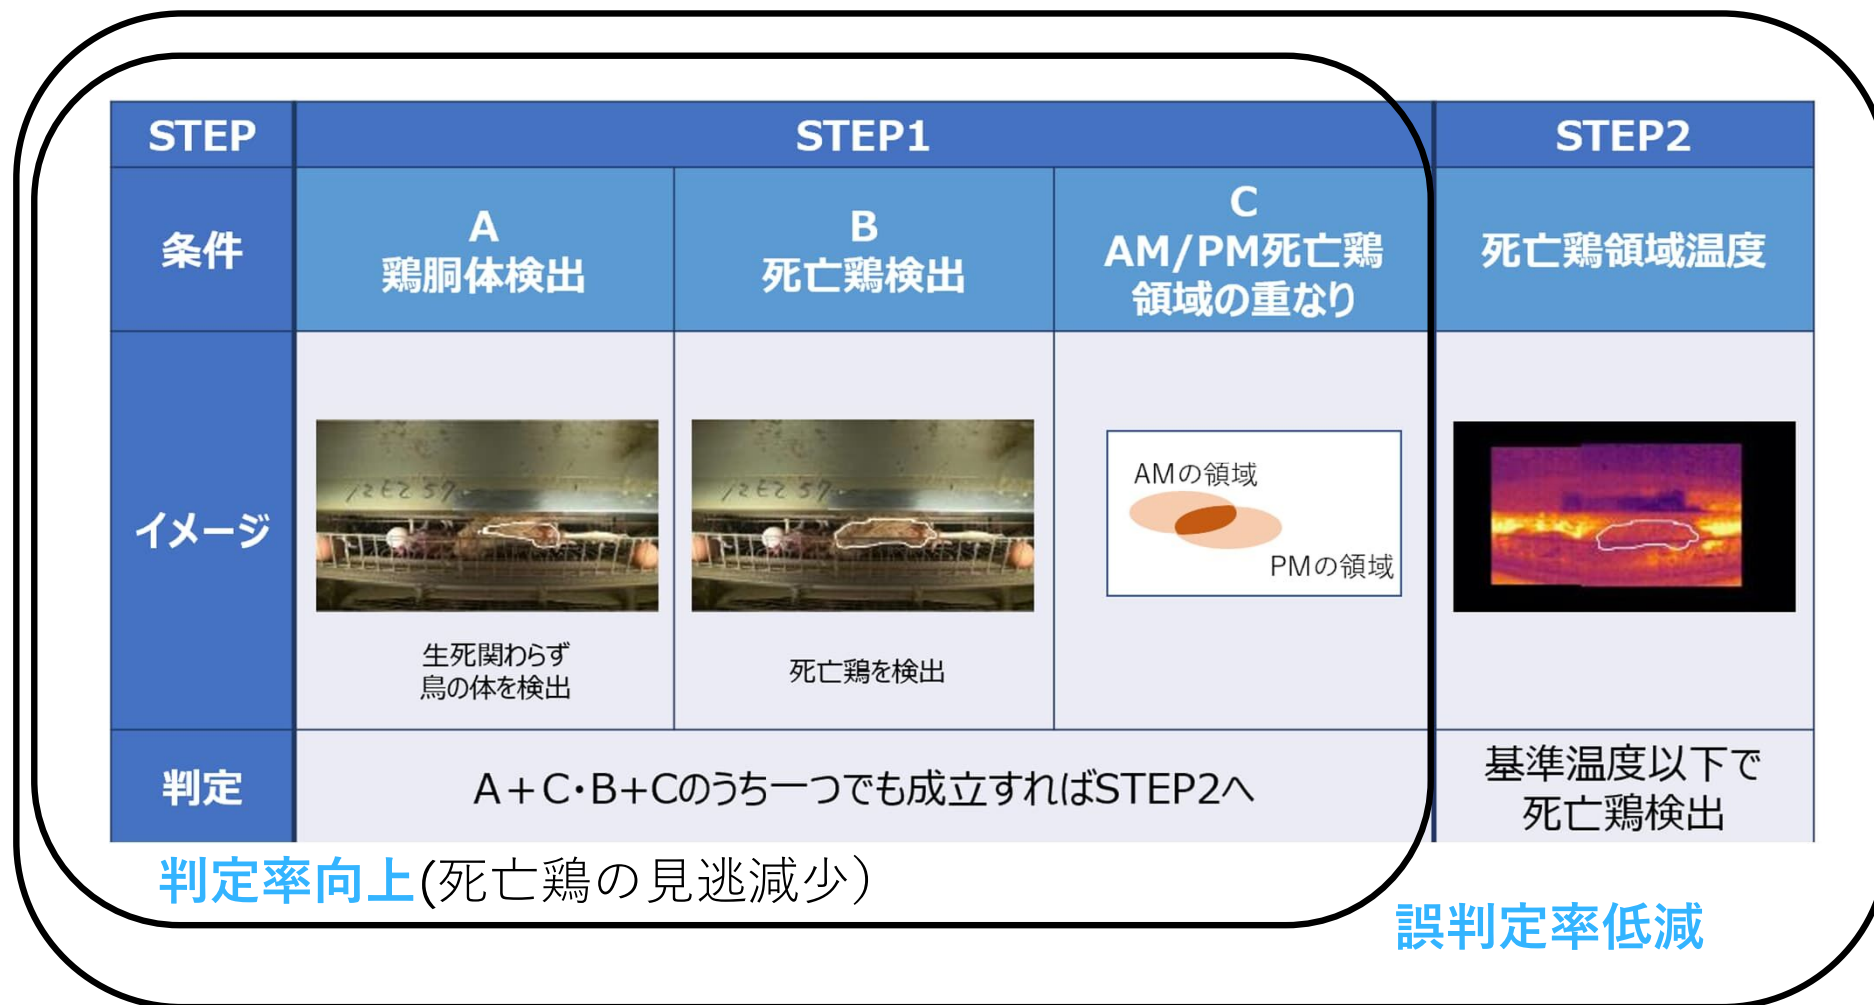 STEP
STEP1
STEP2
条件
A
鶏胴体検出
B
死亡鶏検出
C
AM/PM死亡鶏
領域の重なり
死亡鶏領域温度
イメージ
生死関わらず
鳥の体を検出
死亡鶏を検出
AMの領域
PMの領域
判定
A+C・B+Cのうち一つでも成立すればSTEP2へ
基準温度以下で
死亡鶏検出
判定率向上(死亡鶏の見逃減少）
誤判定率低減